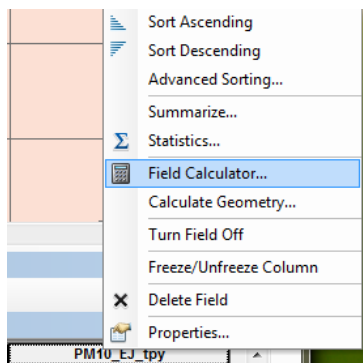 Sort Ascending
Sort Descending
Advanced Sorting...
Summarize...
Σ Statistics...
Field Calculator...
Calculate Geometry...
Turn Field Off
Freeze/Unfreeze Column
Delete Field
Properties...
PM10_EJ_tpy